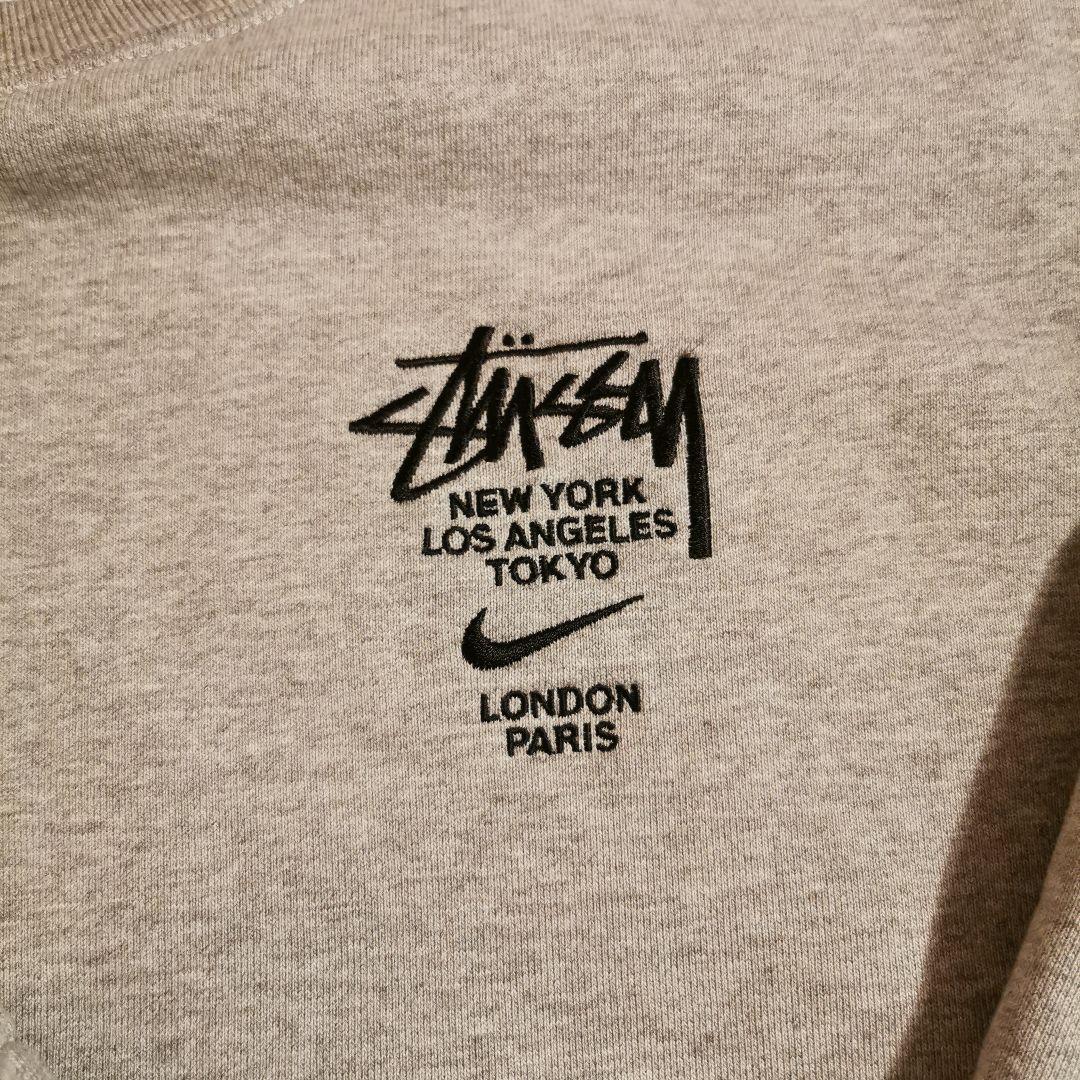 Stüssy
NEW YORK
LOS ANGELES
TOKYO
LONDON
PARIS